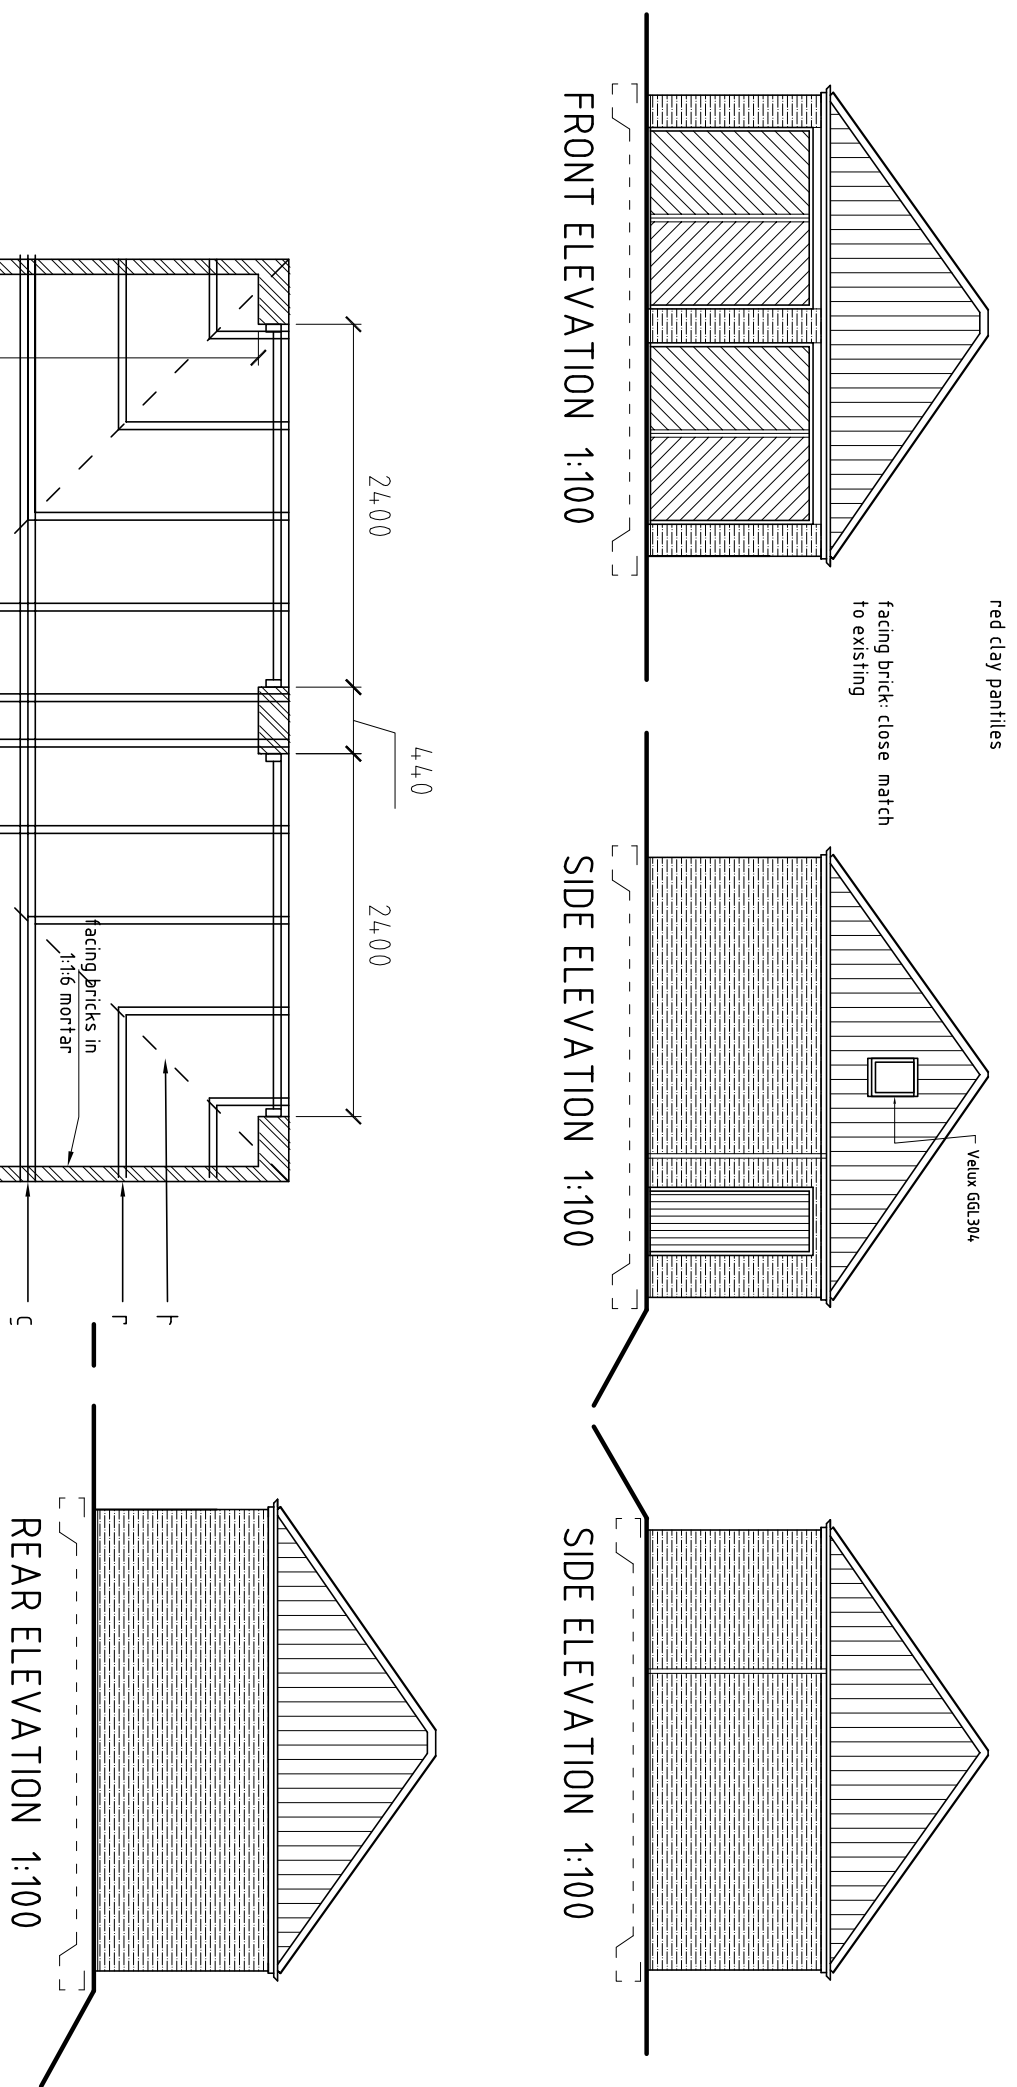 red clay pantiles
facing brick: close match
to existing
Velux GGL304
FRONT ELEVATION 1:100
SIDE ELEVATION 1:100
SIDE ELEVATION 1:100
440
2400
2400
facing bricks in
1:1:6 mortar
REAR ELEVATION 1:100